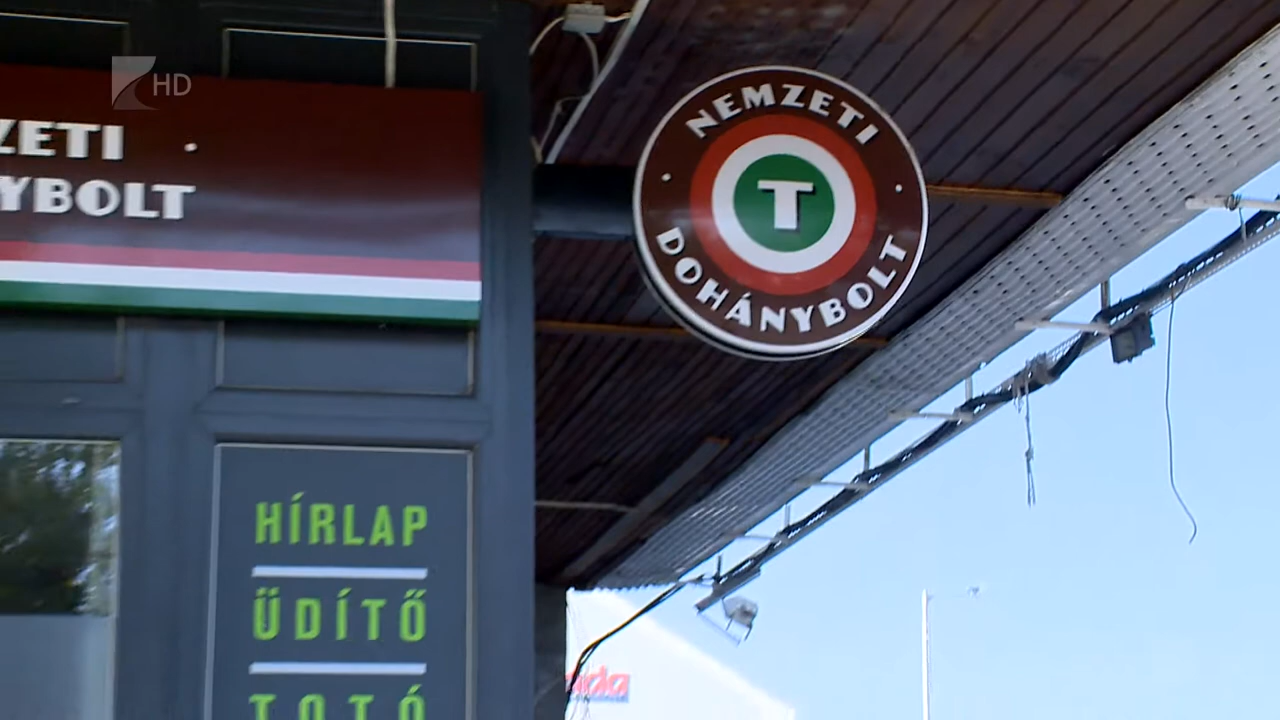 HD
ZETI
YBOLT
NEMZETI
T
DOHÁNYBOLT
HÍRLAP
ÜDÍTŐ
TOTÓ